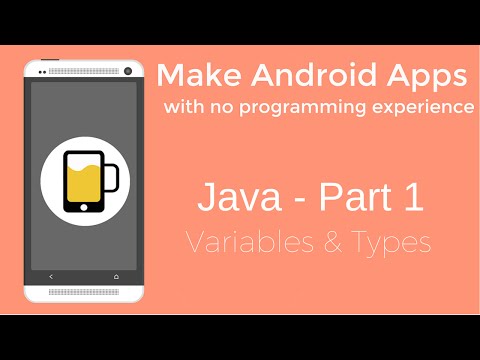 Make Android Apps
with no programming experience
Java - Part 1
Variables & Types